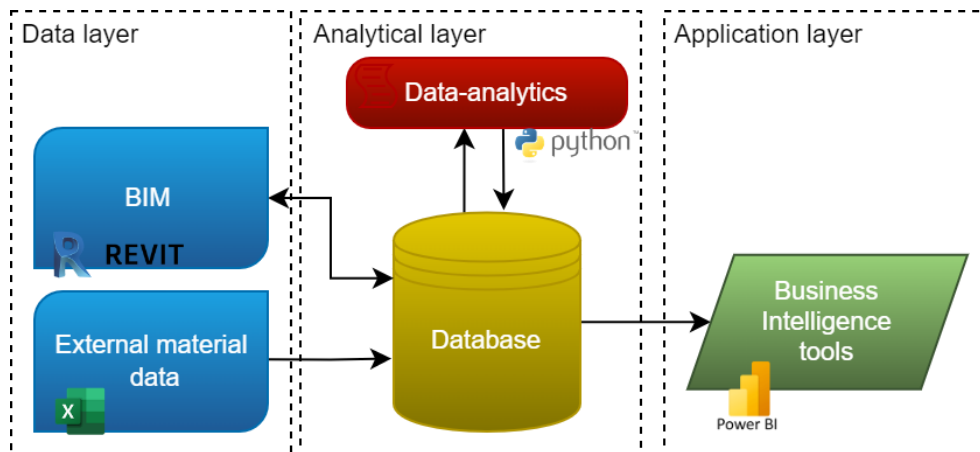 Data layer
Analytical layer
Application layer
Data-analytics
python™
BIM
REVIT
External material
data
X
Database
Business
Intelligence
tools
Power BI